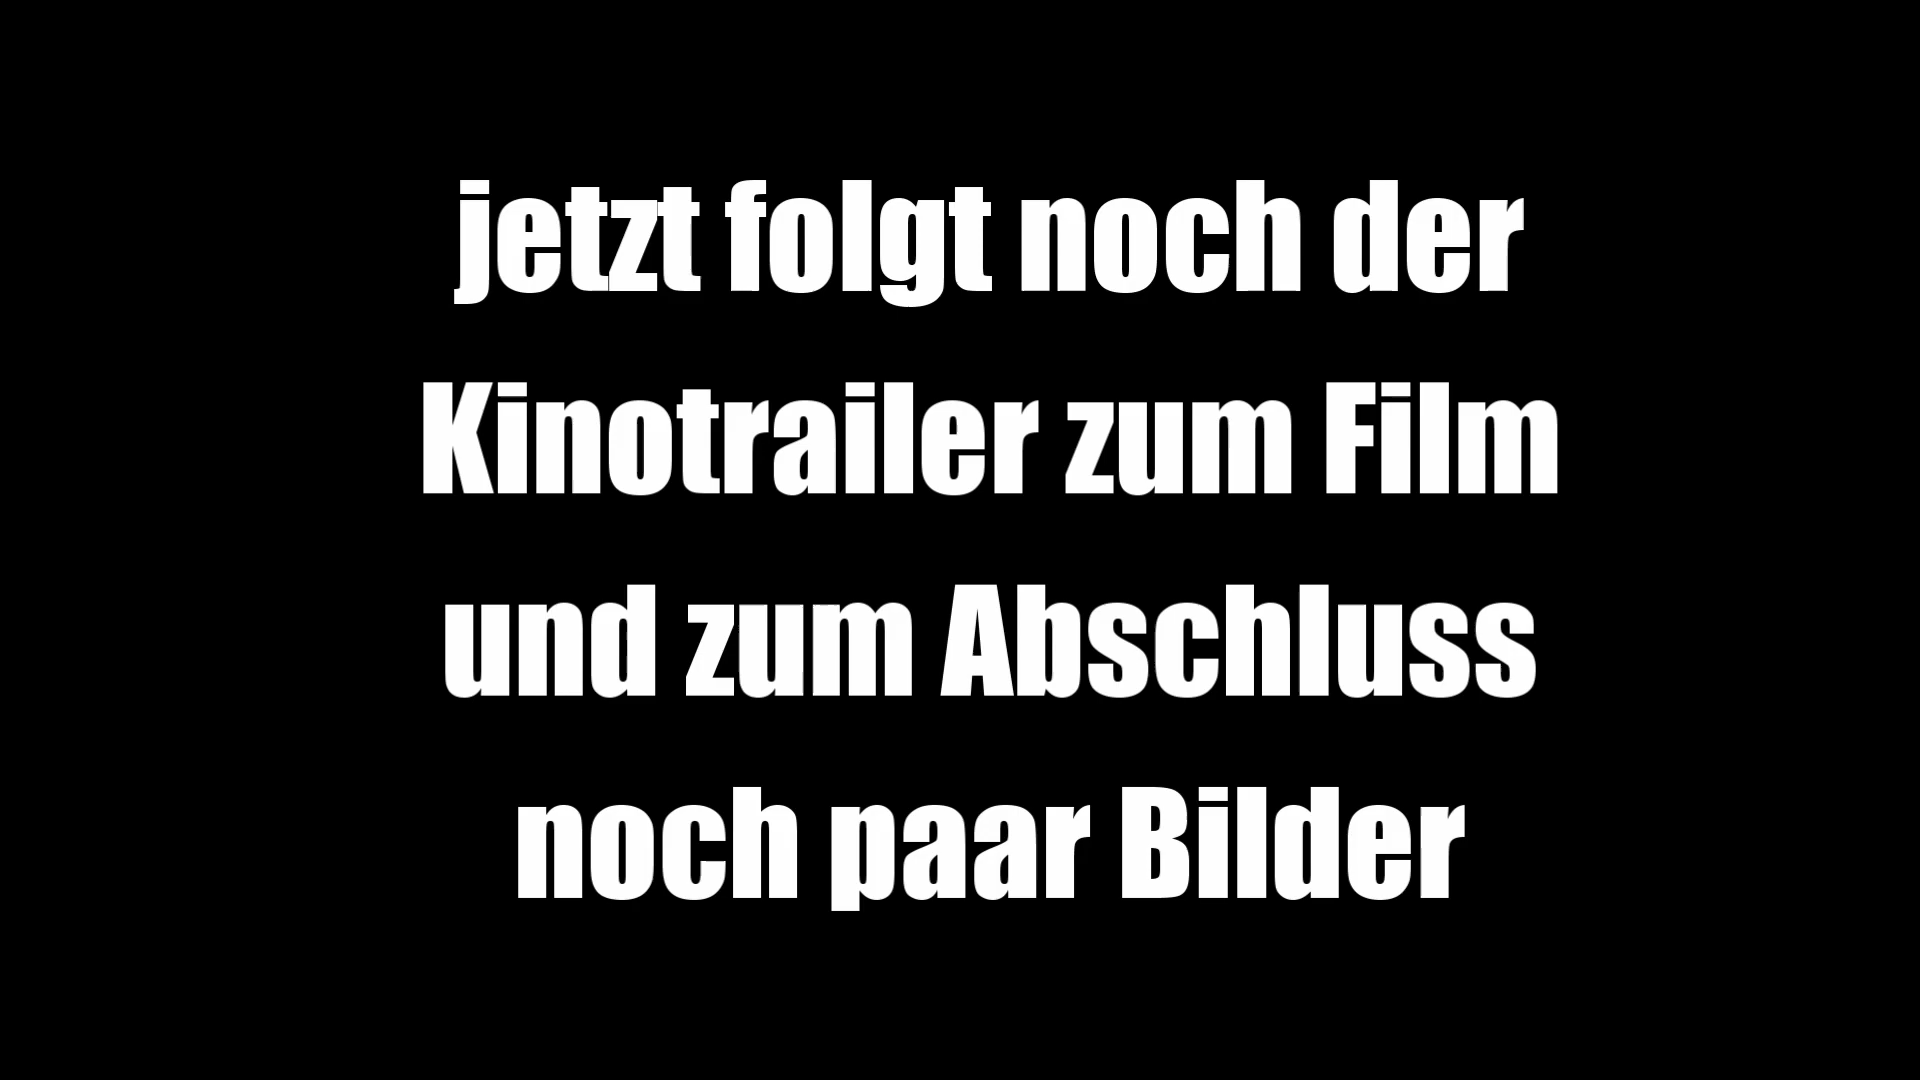 jetzt folgt noch der
Kinotrailer zum Film
und zum Abschluss
noch paar Bilder